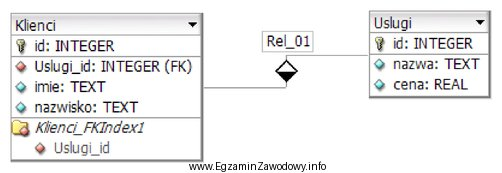 Klienci
id: INTEGER
Uslugi_id: INTEGER (FK)
imie: TEXT
nazwisko: TEXT
Klienci_FKIndex1
Uslugi_id
Rel_01
Uslugi
id: INTEGER
nazwa: TEXT
cena: REAL
www.EgzaminZawodowy.info